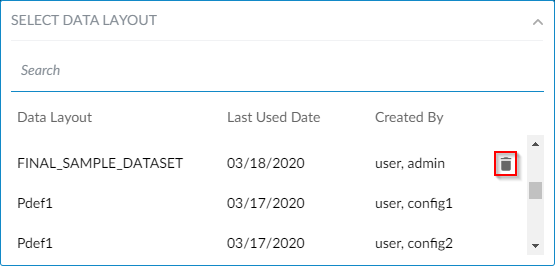 SELECT DATA LAYOUT
Search
Data Layout Last Used Date Created By
FINAL_SAMPLE_DATASET 03/18/2020 user, admin
Pdef1 03/17/2020 user, config1
Pdef1 03/17/2020 user, config2